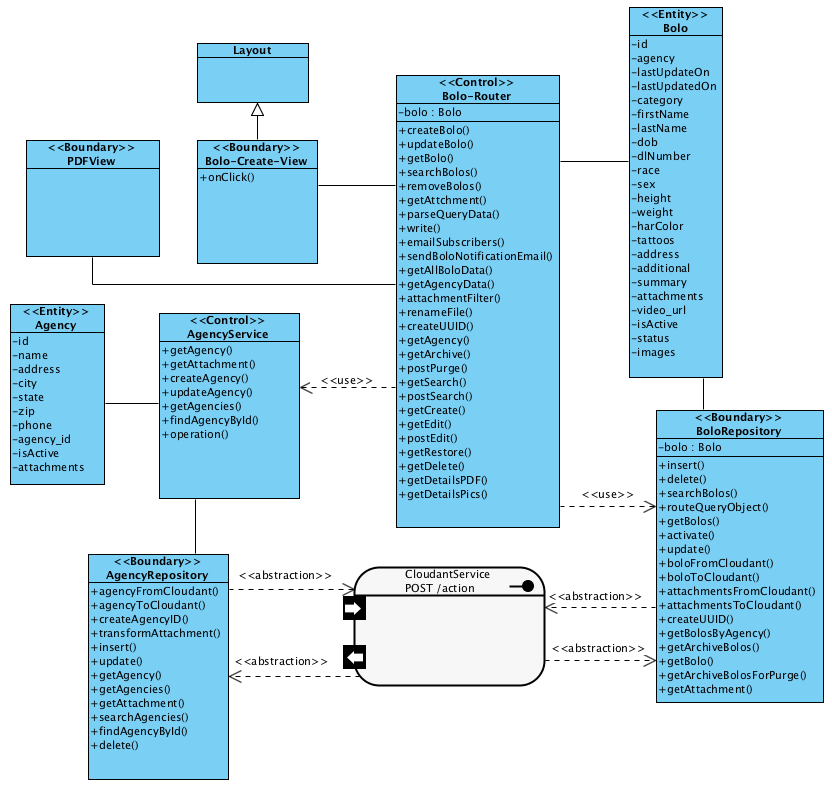 Layout
<<Boundary>>
PDFView
<<Boundary>>
Bolo-Create-View
+onClick()
<<Control>>
Bolo-Router
-bolo : Bolo
+createBolo()
+updateBolo()
+getBolo()
+searchBolos()
+removeBolos()
+getAttchment()
+parseQueryData()
+write()
+emailSubscribers()
+sendBoloNotificationEmail()
+getAllBoloData()
+getAgencyData()
+attachmentFilter()
+renameFile()
+createUUID()
+getAgency()
+getArchive()
+postPurge()
+getSearch()
+postSearch()
+getCreate()
+getEdit()
+postEdit()
+getRestore()
+getDelete()
+getDetailsPDF()
+getDetailsPics()
<<Entity>>
Bolo
-id
-agency
-lastUpdateOn
-lastUpdatedOn
-category
-firstName
-lastName
-dob
-dlNumber
-race
-sex
-height
-weight
-harColor
-tattoos
-address
-additional
-summary
-attachments
-video_url
-isActive
-status
-images
<<Entity>>
Agency
-id
-name
-address
-city
-state
-zip
-phone
-agency_id
-isActive
-attachments
<<Control>>
AgencyService
+getAgency()
+getAttachment()
+createAgency()
+updateAgency()
+getAgencies()
+findAgencyById()
+operation()
<<use>>
<<use>>
<<Boundary>>
BoloRepository
-bolo : Bolo
+insert()
+delete()
+searchBolos()
+routeQueryObject()
+getBolos()
+activate()
+update()
+boloFromCloudant()
+boloToCloudant()
+attachmentsFromCloudant()
+attachmentsToCloudant()
+createUUID()
+getBolosByAgency()
+getArchiveBolos()
+getBolo()
+getArchiveBolosForPurge()
+getAttachment()
<<Boundary>>
AgencyRepository
+agencyFromCloudant()
+agencyToCloudant()
+createAgencyID()
+transformAttachment()
+insert()
+update()
+getAgency()
+getAgencies()
+getAttachment()
+searchAgencies()
+findAgencyById()
+delete()
<<abstraction>>
<<abstraction>>
CloudantService
POST /action
<<abstraction>>
<<abstraction>>